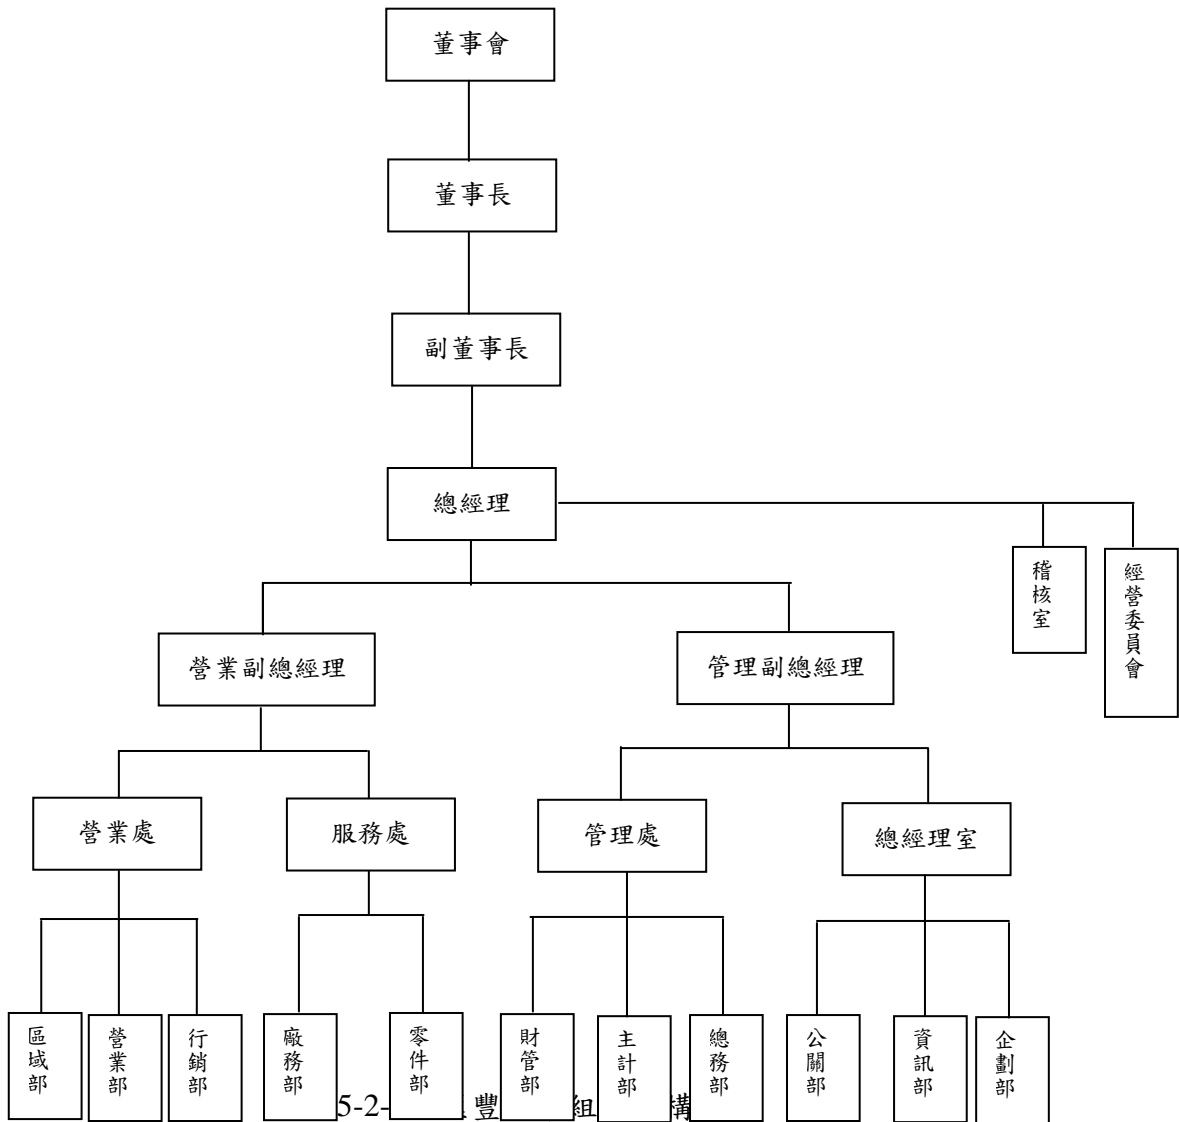 董事會
董事長
副董事長
總經理
稽核室
經營委員會
營業副總經理
管理副總經理
營業處
服務處
管理處
總經理室
區域部
營業部
行銷部
廠務部
零件部
財管部
主計部
總務部
公關部
資訊部
企劃部
5-2- 豐 組 構